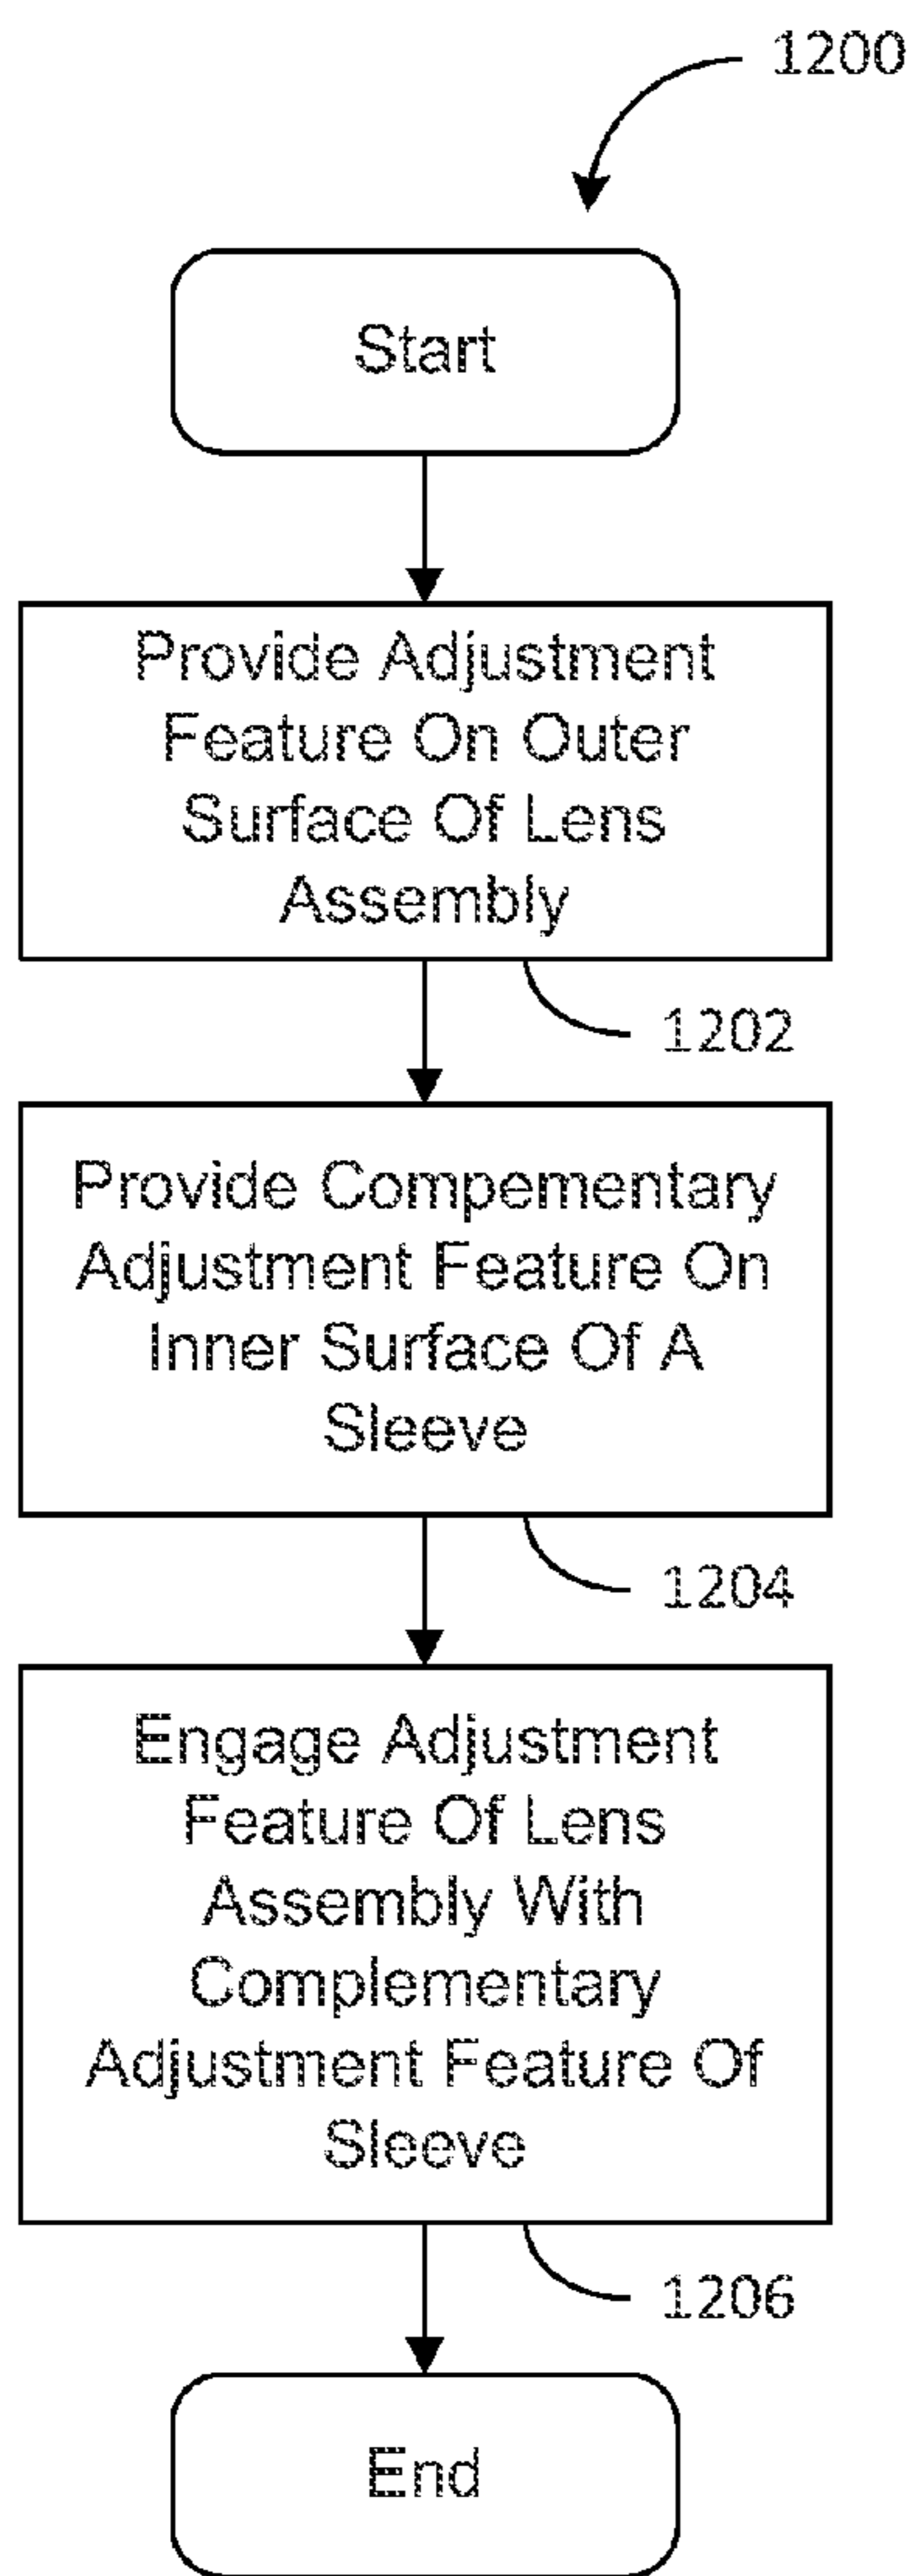 1200
Start
Provide Adjustment
Feature On Outer
Surface Of Lens
Assembly
1202
Provide Compementary
Adjustment Feature On
Inner Surface Of A
Sleeve
1204
Engage Adjustment
Feature Of Lens
Assembly With
Complementary
Adjustment Feature Of
Sleeve
1206
End